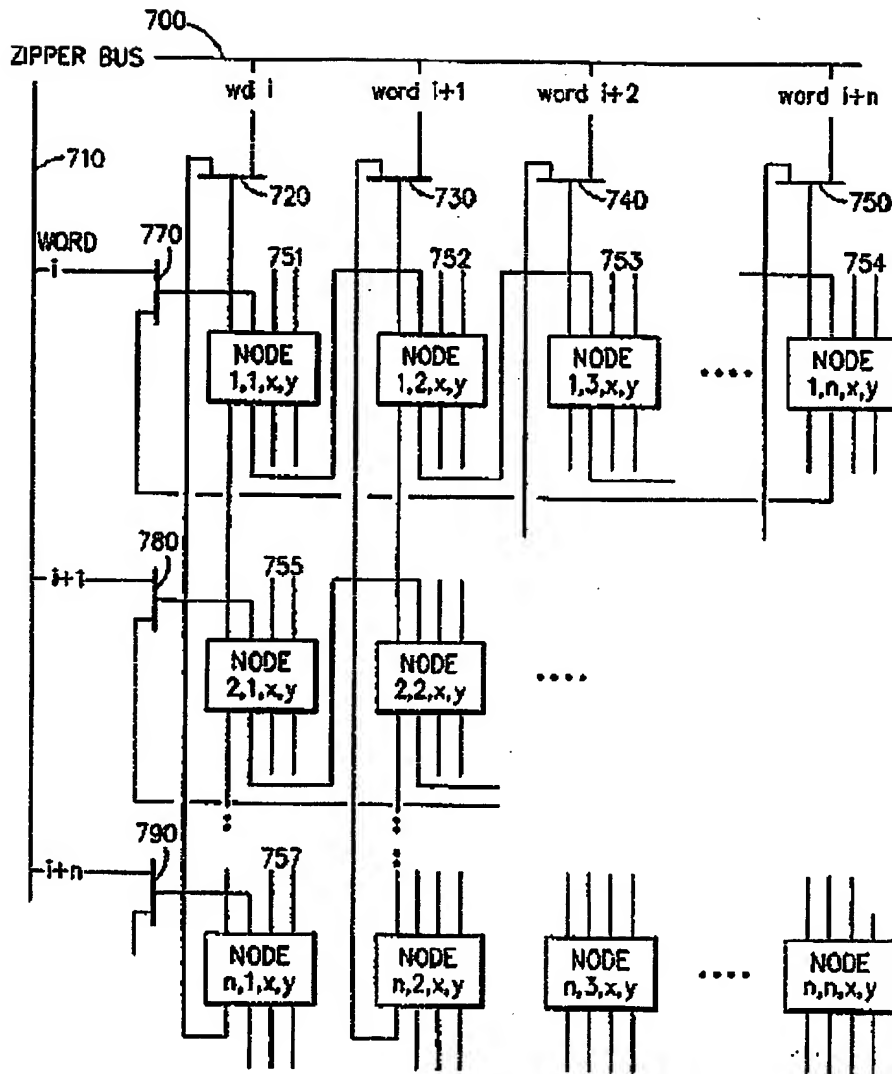 700
ZIPPER BUS
wd i
word i+1
word i+2
word i+n
710
720
730
740
750
WORD
770
i
751
752
753
754
NODE
1,1,x,y
NODE
1,2,x,y
NODE
1,3,x,y
NODE
1,n,x,y
780
i+1
755
NODE
2,1,x,y
NODE
2,2,x,y
790
i+n
757
NODE
n,1,x,y
NODE
n,2,x,y
NODE
n,3,x,y
NODE
n,n,x,y